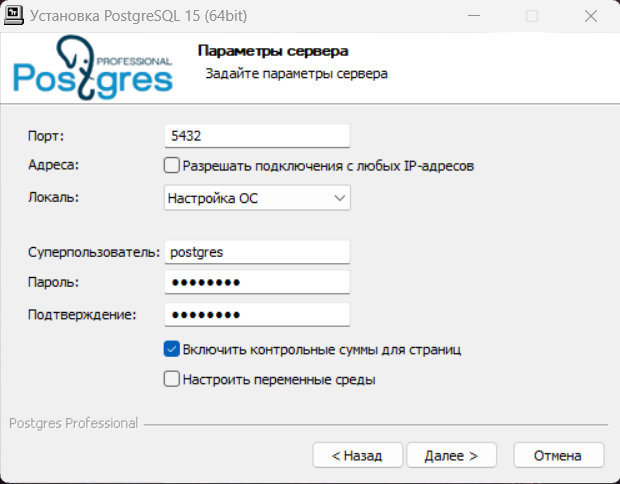 Установка PostgreSQL 15 (64bit)
PROFESSIONAL
Postgres
Параметры сервера
Задайте параметры сервера
Порт: 5432
Адреса: Разрешать подключения с любых IP-адресов
Локаль: Настройка ОС
Суперпользователь: postgres
Пароль: ••••••••
Подтверждение: ••••••••
Включить контрольные суммы для страниц
Настроить переменные среды
Postgres Professional
< Назад Далее > Отмена